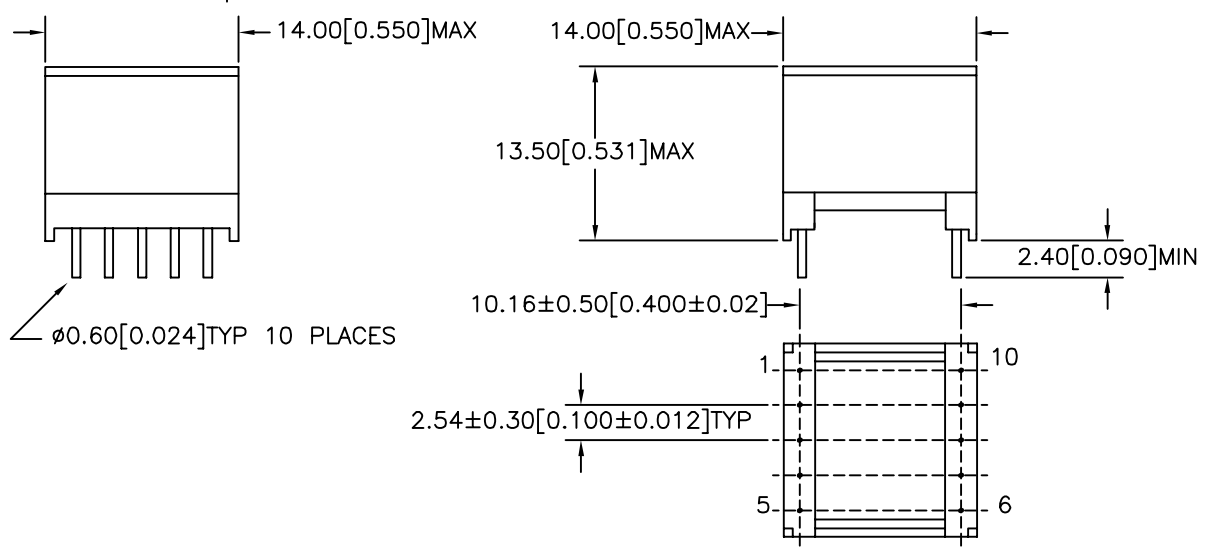 14.00[0.550]MAX
14.00[0.550]MAX
13.50[0.531]MAX
2.40[0.090]MIN
10.16±0.50[0.400±0.02]
ø0.60[0.024]TYP 10 PLACES
1
10
2.54±0.30[0.100±0.012]TYP
5
6